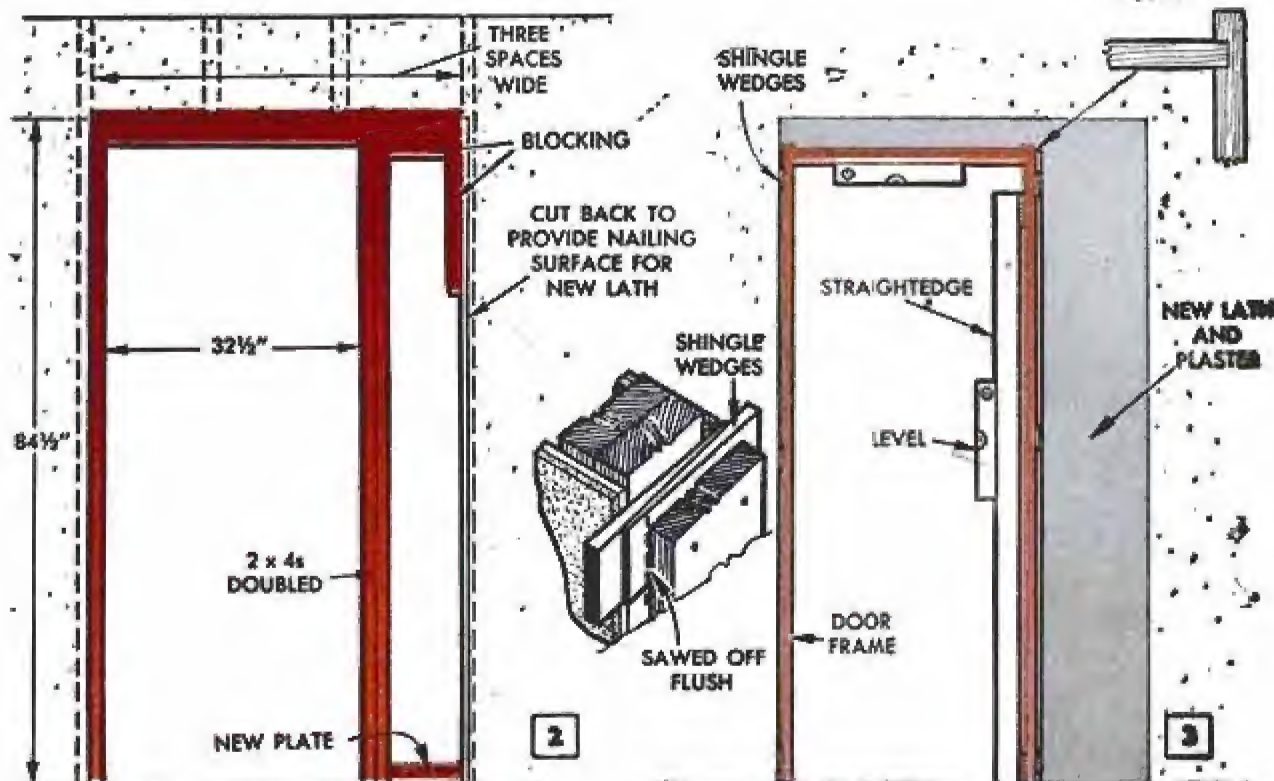 THREE
SPACES
WIDE
BLOCKING
CUT BACK TO
PROVIDE NAILING
SURFACE FOR
NEW LATH
32½"
84½"
2 x 4s
DOUBLED
NEW PLATE
2
SHINGLE
WEDGES
SAWED OFF
FLUSH
SHINGLE
WEDGES
STRAIGHTEDGE
NEW LATH
AND
PLASTER
LEVEL
DOOR
FRAME
3